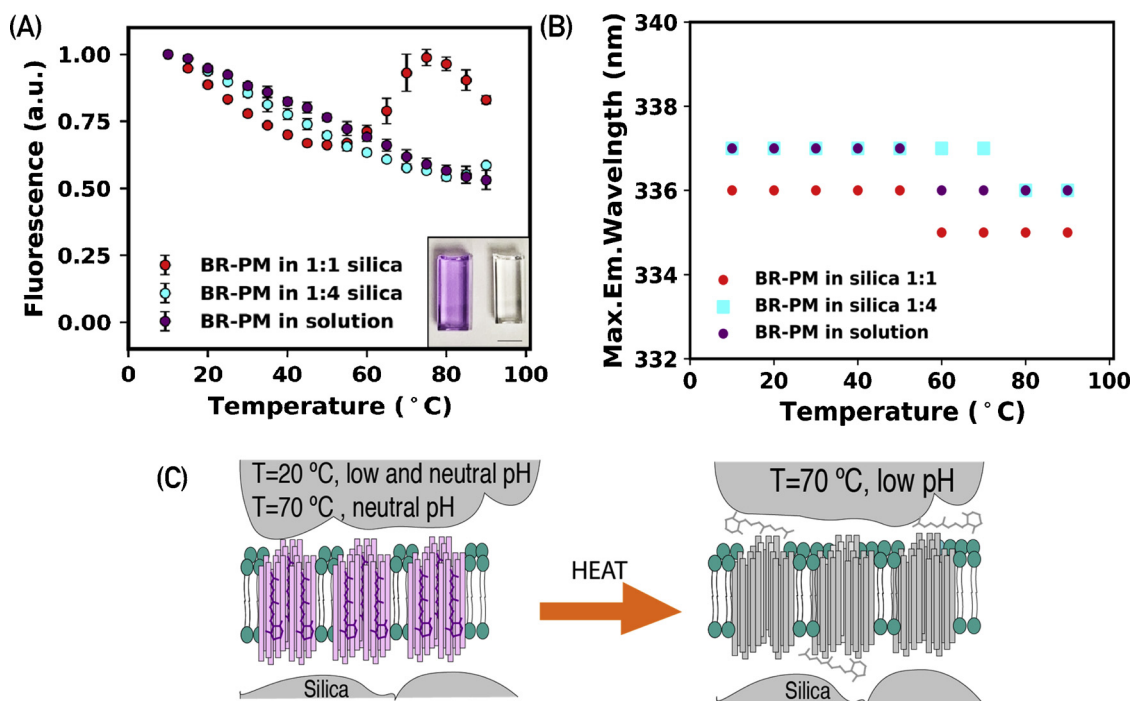 (A)
Fluorescence (a.u.)
1.00
0.75
0.50
0.25
0.00
BR-PM in 1:1 silica
BR-PM in 1:4 silica
BR-PM in solution
0 20 40 60 80 100
Temperature (°C)
(B)
Max.Em.Wavelngth (nm)
340
338
336
334
332
BR-PM in silica 1:1
BR-PM in silica 1:4
BR-PM in solution
0 20 40 60 80 100
Temperature (°C)
(C)
T=20 ºC, low and neutral pH
T=70 ºC , neutral pH
Silica
HEAT
T=70 ºC, low pH
Silica